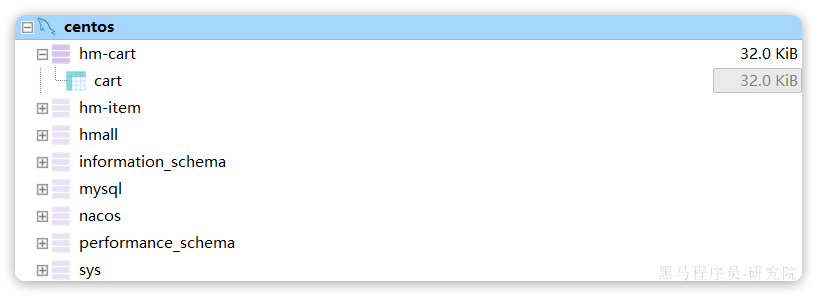 centos
hm-cart 32.0 KiB
cart 32.0 KiB
hm-item
hmall
information_schema
mysql
nacos
performance_schema
sys
黑马程序员-研究院